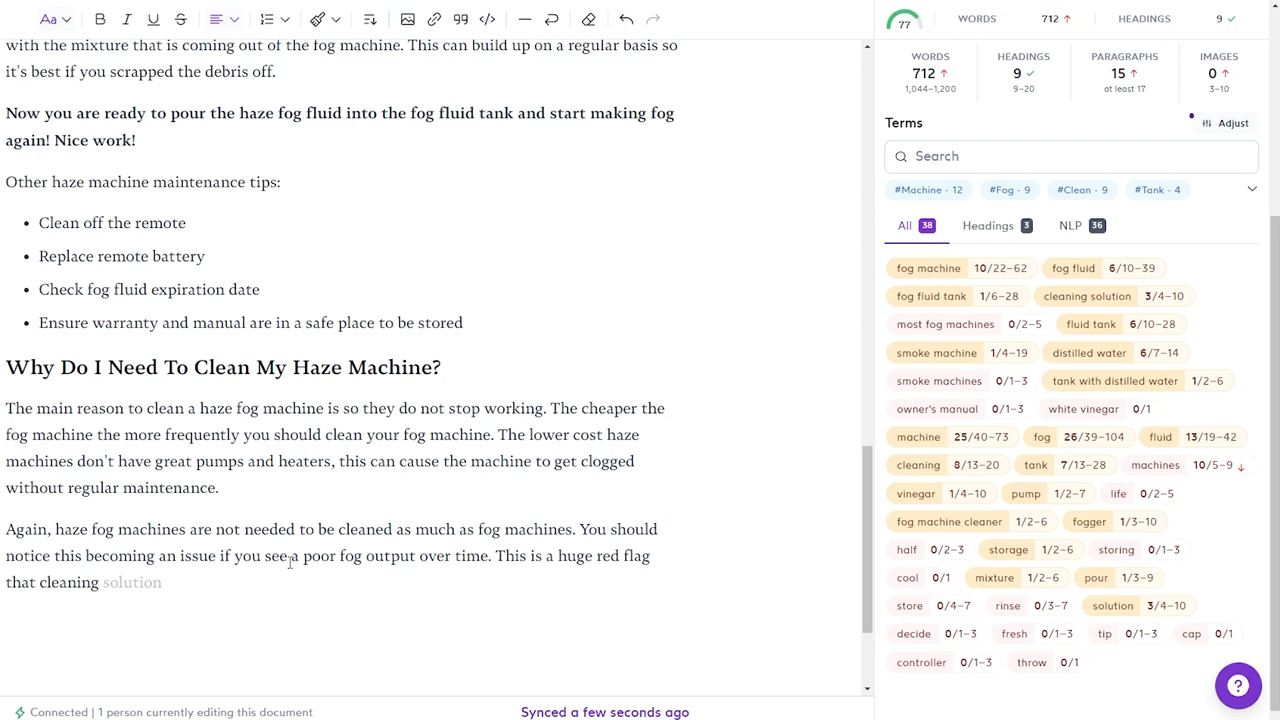 Aa
B I U S
77
WORDS 712 ↑ HEADINGS 9 ✓
with the mixture that is coming out of the fog machine. This can build up on a regular basis so
it's best if you scrapped the debris off.
Now you are ready to pour the haze fog fluid into the fog fluid tank and start making fog
again! Nice work!
Other haze machine maintenance tips:
• Clean off the remote
• Replace remote battery
• Check fog fluid expiration date
• Ensure warranty and manual are in a safe place to be stored
Why Do I Need To Clean My Haze Machine?
The main reason to clean a haze fog machine is so they do not stop working. The cheaper the
fog machine the more frequently you should clean your fog machine. The lower cost haze
machines don't have great pumps and heaters, this can cause the machine to get clogged
without regular maintenance.
Again, haze fog machines are not needed to be cleaned as much as fog machines. You should
notice this becoming an issue if you see a poor fog output over time. This is a huge red flag
that cleaning solution
Connected | 1 person currently editing this document
Synced a few seconds ago
WORDS HEADINGS PARAGRAPHS IMAGES
712 ↑ 9 ✓ 15 ↑ 0 ↑
1,044–1,200 9–20 at least 17 3–10
Terms Adjust
Search
#Machine - 12 #Fog - 9 #Clean - 9 #Tank - 4
All 38 Headings 3 NLP 36
fog machine 10/22–62 fog fluid 6/10–39
fog fluid tank 1/6–28 cleaning solution 3/4–10
most fog machines 0/2–5 fluid tank 6/10–28
smoke machine 1/4–19 distilled water 6/7–14
smoke machines 0/1–3 tank with distilled water 1/2–6
owner's manual 0/1–3 white vinegar 0/1
machine 25/40–73 fog 26/39–104 fluid 13/19–42
cleaning 8/13–20 tank 7/13–28 machines 10/5–9 ↓
vinegar 1/4–10 pump 1/2–7 life 0/2–5
fog machine cleaner 1/2–6 fogger 1/3–10
half 0/2–3 storage 1/2–6 storing 0/1–3
cool 0/1 mixture 1/2–6 pour 1/3–9
store 0/4–7 rinse 0/3–7 solution 3/4–10
decide 0/1–3 fresh 0/1–3 tip 0/1–3 cap 0/1
controller 0/1–3 throw 0/1
?